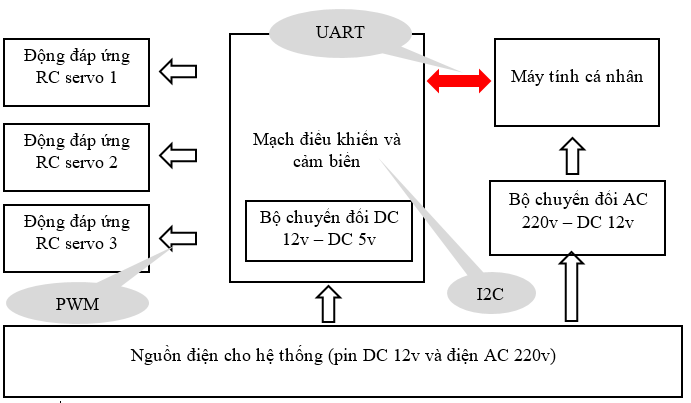 UART
Động đáp ứng
RC servo 1
Máy tính cá nhân
Động đáp ứng
RC servo 2
Mạch điều khiển và
cảm biển
Động đáp ứng
RC servo 3
Bộ chuyển đổi DC
12v – DC 5v
Bộ chuyển đổi AC
220v – DC 12v
PWM
I2C
Nguồn điện cho hệ thống (pin DC 12v và điện AC 220v)